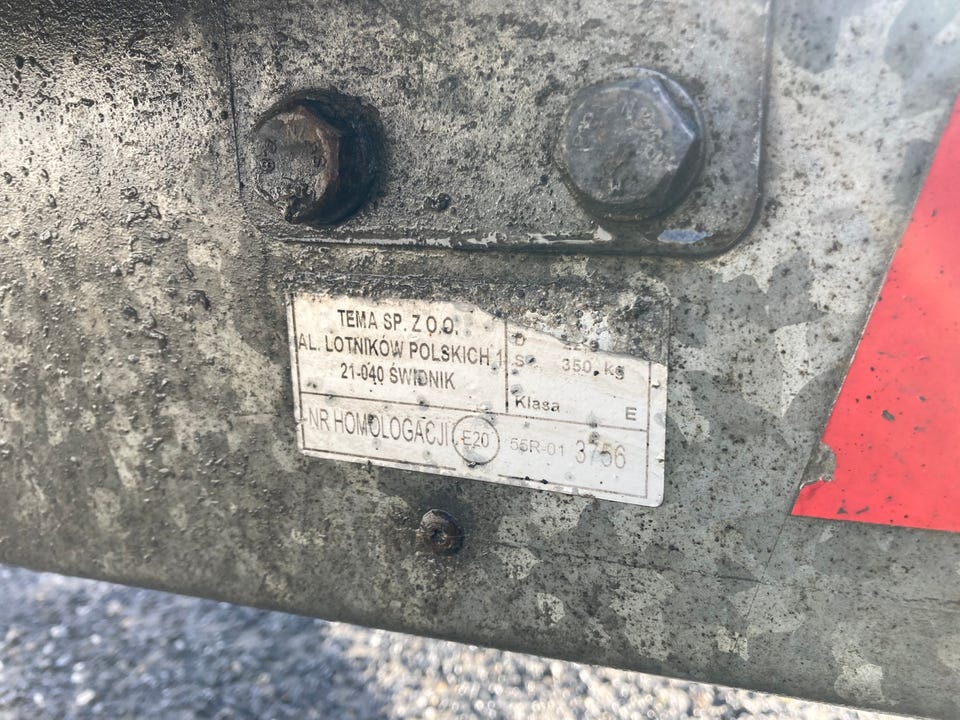 TEMA SP. Z O.O.
AL. LOTNIKÓW POLSKICH 1
21-040 ŚWIDNIK
D
S 350 kg
Klasa E
NR HOMOLOGACJI E20 55R-01 3756